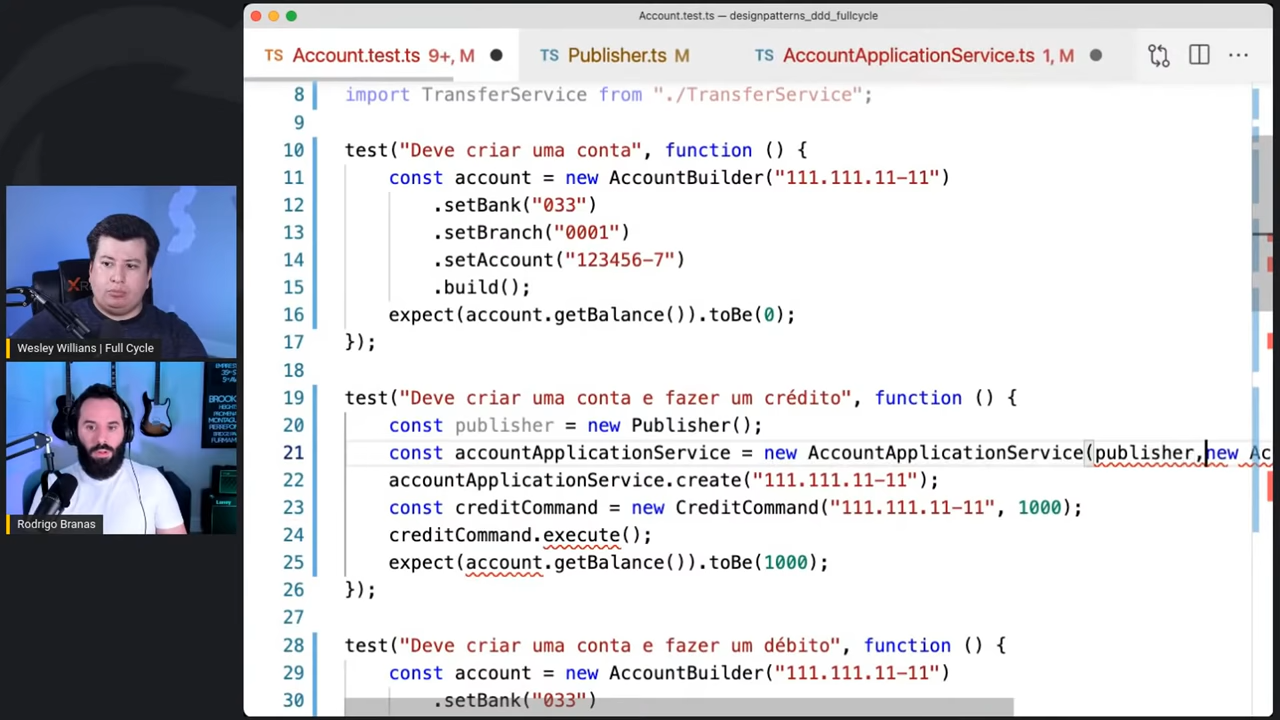 Account.test.ts — designpatterns_ddd_fullcycle
TS Account.test.ts 9+, M
TS Publisher.ts M
TS AccountApplicationService.ts 1, M
8 import TransferService from "./TransferService";
9
10 test("Deve criar uma conta", function () {
11 const account = new AccountBuilder("111.111.11-11")
12 .setBank("033")
13 .setBranch("0001")
14 .setAccount("123456-7")
15 .build();
16 expect(account.getBalance()).toBe(0);
17 });
18
19 test("Deve criar uma conta e fazer um crédito", function () {
20 const publisher = new Publisher();
21 const accountApplicationService = new AccountApplicationService(publisher,new Ac
22 accountApplicationService.create("111.111.11-11");
23 const creditCommand = new CreditCommand("111.111.11-11", 1000);
24 creditCommand.execute();
25 expect(account.getBalance()).toBe(1000);
26 });
27
28 test("Deve criar uma conta e fazer um débito", function () {
29 const account = new AccountBuilder("111.111.11-11")
30 .setBank("033")
Wesley Willians | Full Cycle
Rodrigo Branas